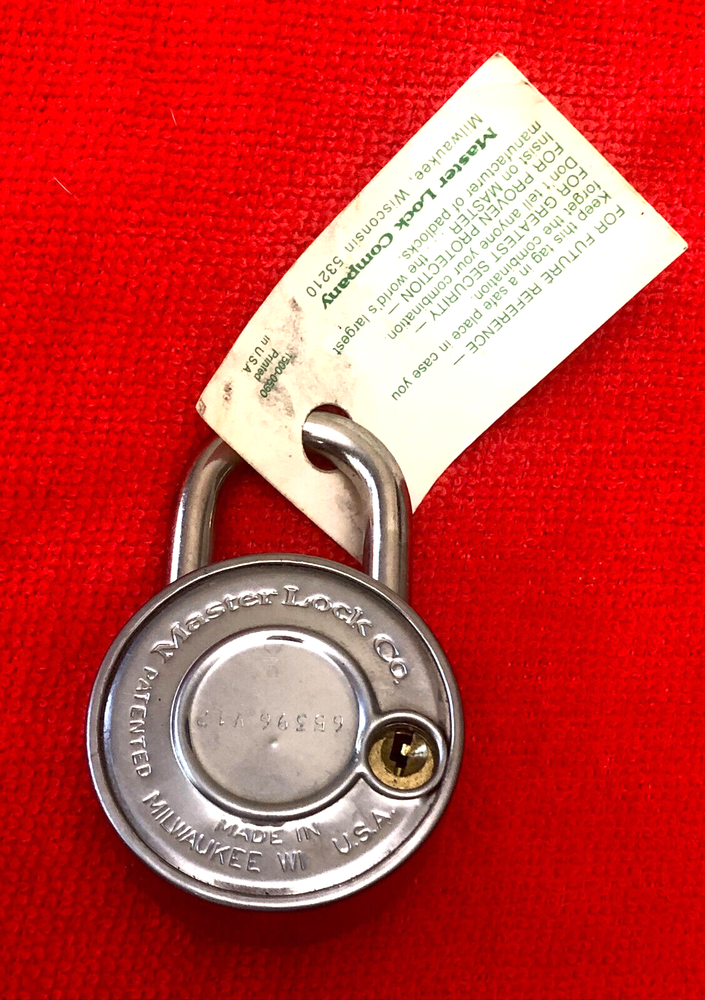 FOR FUTURE REFERENCE —
Keep this tag in a safe place in case you
forget the combination.
FOR GREATEST SECURITY —
Don't tell anyone your combination
FOR PROVEN PROTECTION —
Insist on MASTER, the world's largest
manufacturer of padlocks.
Master Lock Company
Milwaukee, Wisconsin 53210
Printed
in U.S.A
Master Lock Co.
PATENTED
MADE IN
MILWAUKEE WI U.S.A.